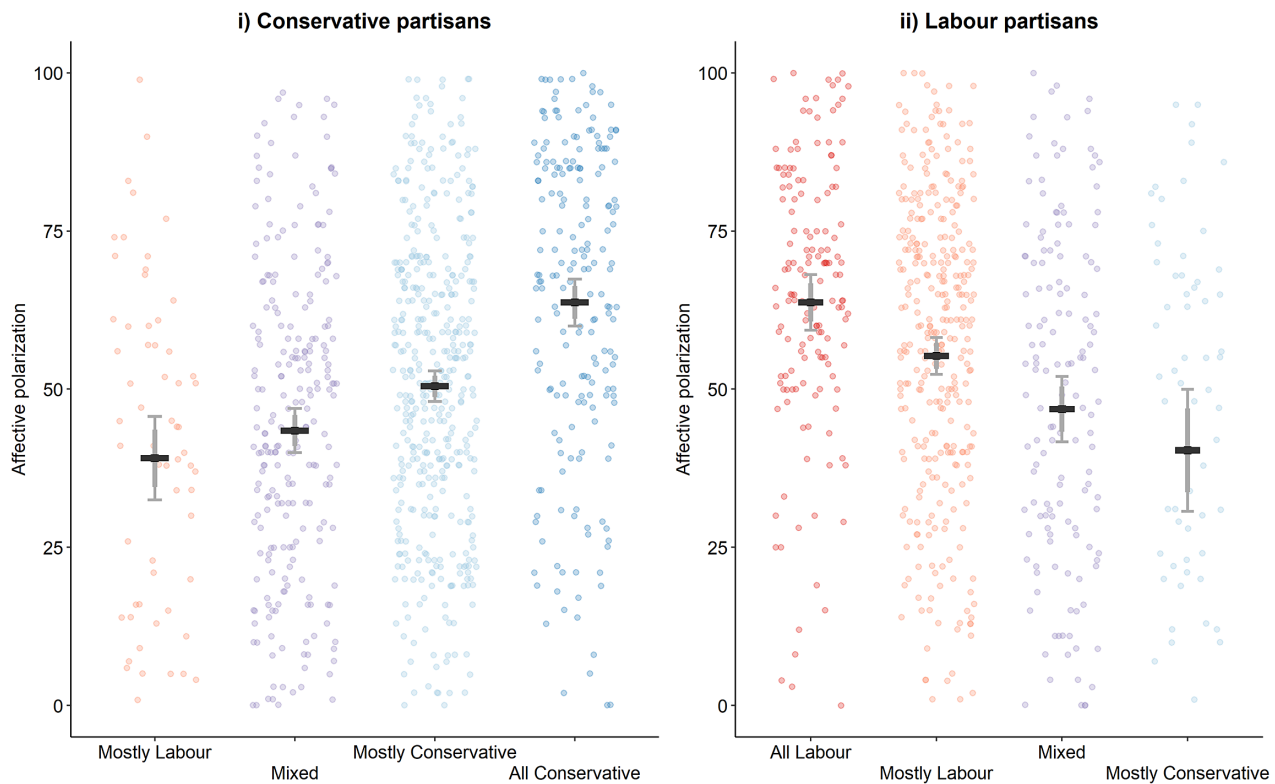 i) Conservative partisans
ii) Labour partisans
Affective polarization
100
75
50
25
0
Mostly Labour
Mixed
Mostly Conservative
All Conservative
Affective polarization
100
75
50
25
0
All Labour
Mostly Labour
Mixed
Mostly Conservative